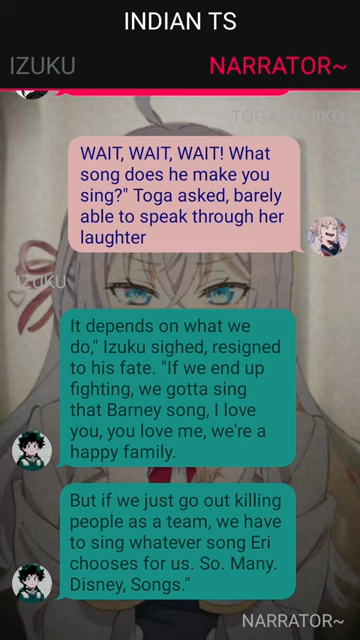 INDIAN TS
IZUKU
NARRATOR~
TOGA HIMIKO
WAIT, WAIT, WAIT! What
song does he make you
sing?" Toga asked, barely
able to speak through her
laughter
IZUKU
It depends on what we
do," Izuku sighed, resigned
to his fate. "If we end up
fighting, we gotta sing
that Barney song, I love
you, you love me, we're a
happy family.
But if we just go out killing
people as a team, we have
to sing whatever song Eri
chooses for us. So. Many.
Disney, Songs."
NARRATOR~